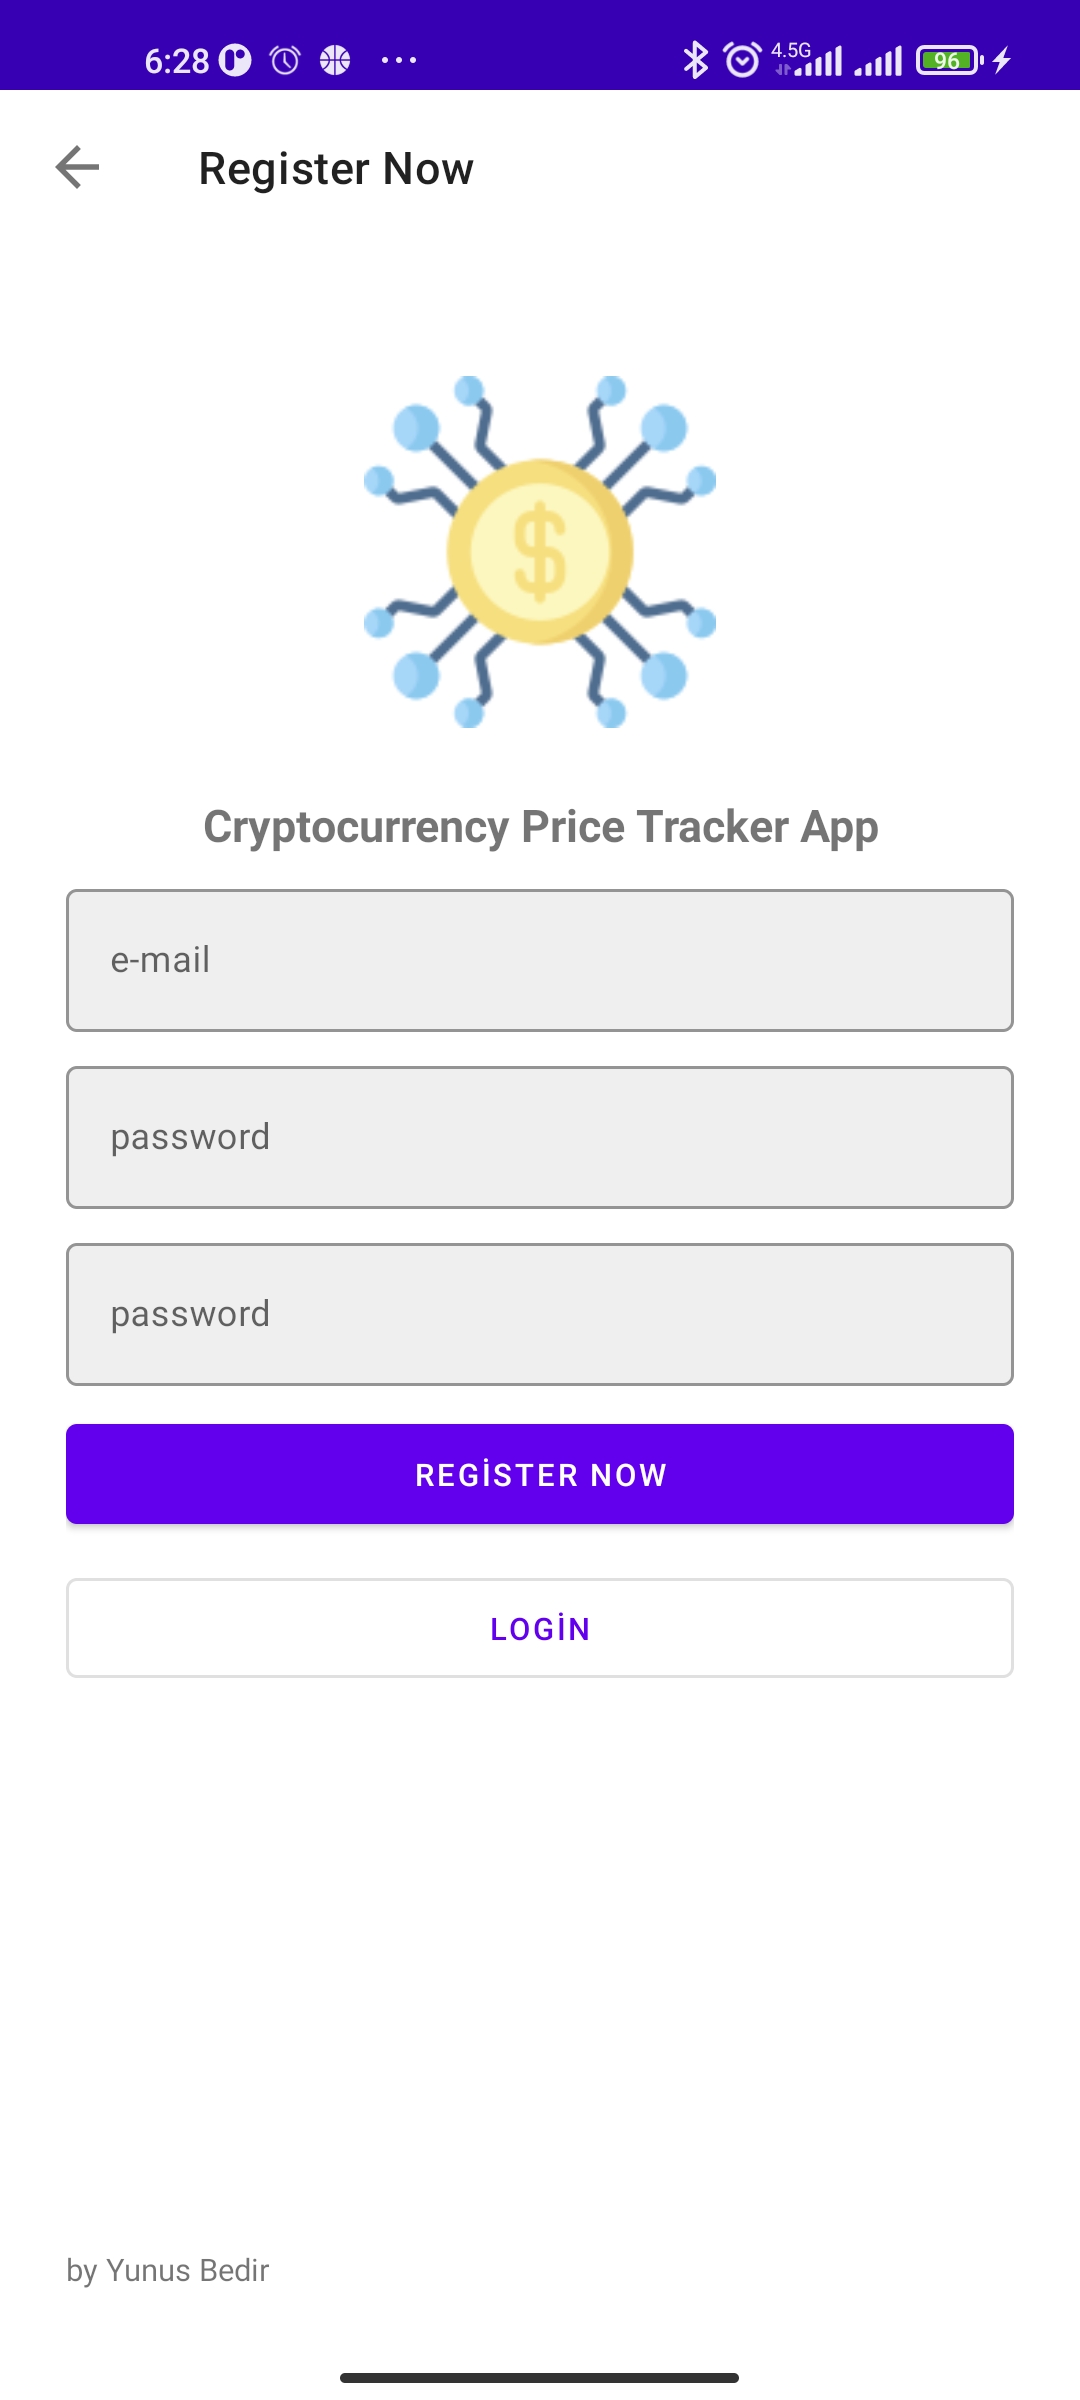 6:28 4.5G 96
Register Now
$
Cryptocurrency Price Tracker App
e-mail
password
password
REGİSTER NOW
LOGİN
by Yunus Bedir